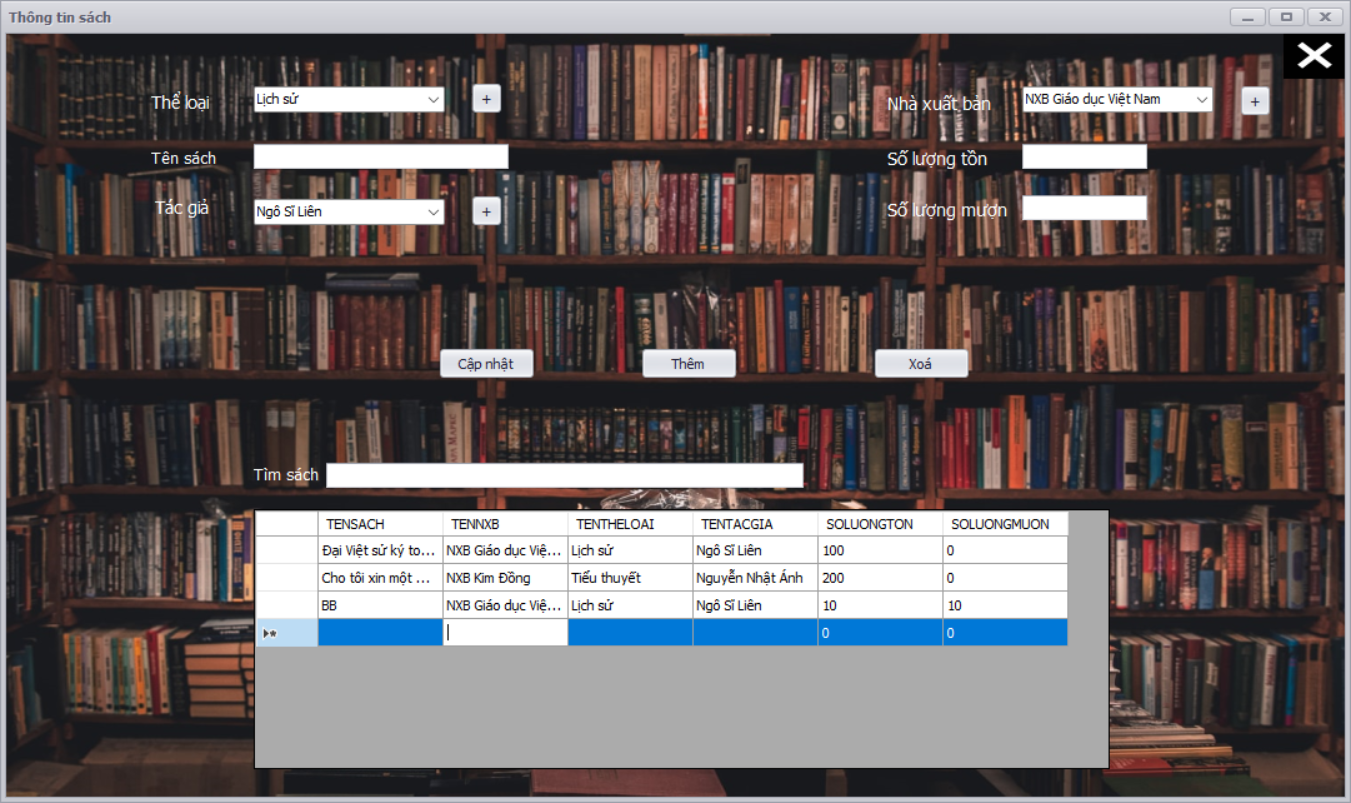 Thông tin sách
Thể loại Lịch sử + Nhà xuất bản NXB Giáo dục Việt Nam +
Tên sách Số lượng tồn
Tác giả Ngô Sĩ Liên + Số lượng mượn
Cập nhật Thêm Xoá
Tìm sách
TENSACH TENNXB TENTHELOAI TENTACGIA SOLUONGTON SOLUONGMUON
Đại Việt sử ký to... NXB Giáo dục Việ... Lịch sử Ngô Sĩ Liên 100 0
Cho tôi xin một ... NXB Kim Đồng Tiểu thuyết Nguyễn Nhật Ánh 200 0
BB NXB Giáo dục Việ... Lịch sử Ngô Sĩ Liên 10 10
0 0